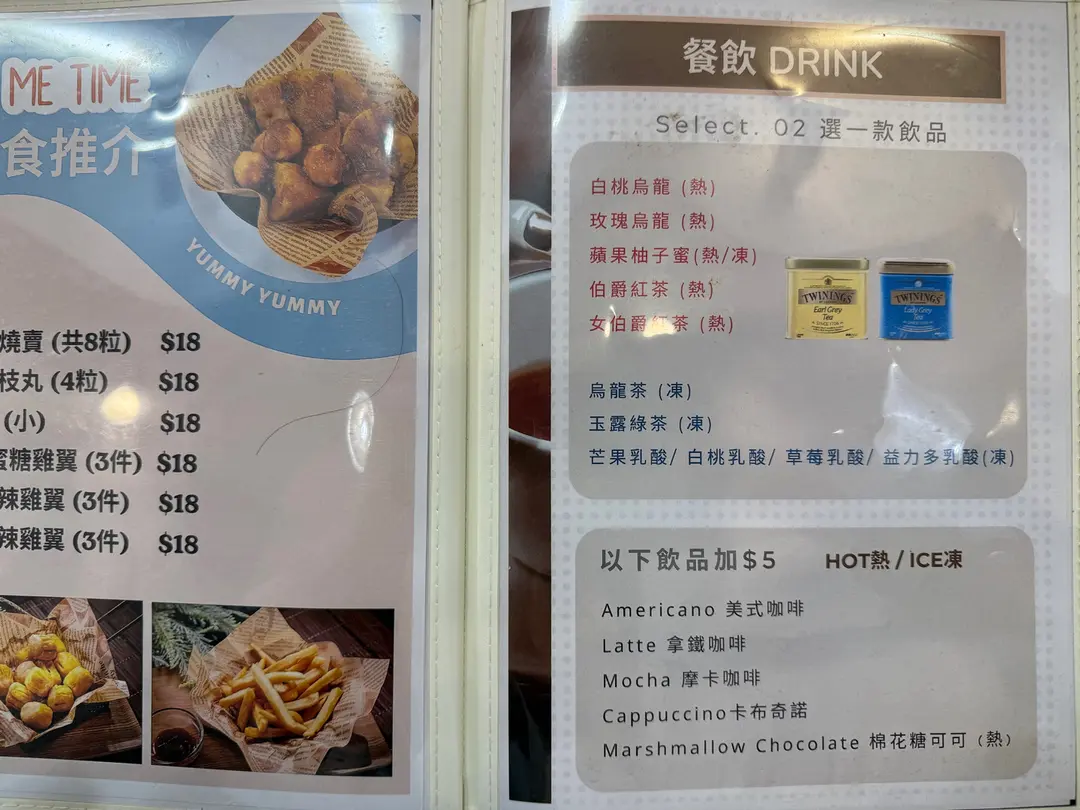 ME TIME
食推介
YUMMY YUMMY
燒賣 (共8粒) $18
枝丸 (4粒) $18
(小) $18
蜜糖雞翼 (3件) $18
辣雞翼 (3件) $18
辣雞翼 (3件) $18
餐飲 DRINK
Select. 02 選一款飲品
白桃烏龍 (熱)
玫瑰烏龍 (熱)
蘋果柚子蜜(熱/凍)
伯爵紅茶 (熱)
女伯爵紅茶 (熱)
TWININGS
Earl Grey
Tea
TWININGS
Lady Grey
Tea
烏龍茶 (凍)
玉露綠茶 (凍)
芒果乳酸/ 白桃乳酸/ 草莓乳酸/ 益力多乳酸(凍)
以下飲品加$5 HOT熱 / ICE凍
Americano 美式咖啡
Latte 拿鐵咖啡
Mocha 摩卡咖啡
Cappuccino卡布奇諾
Marshmallow Chocolate 棉花糖可可 (熱)